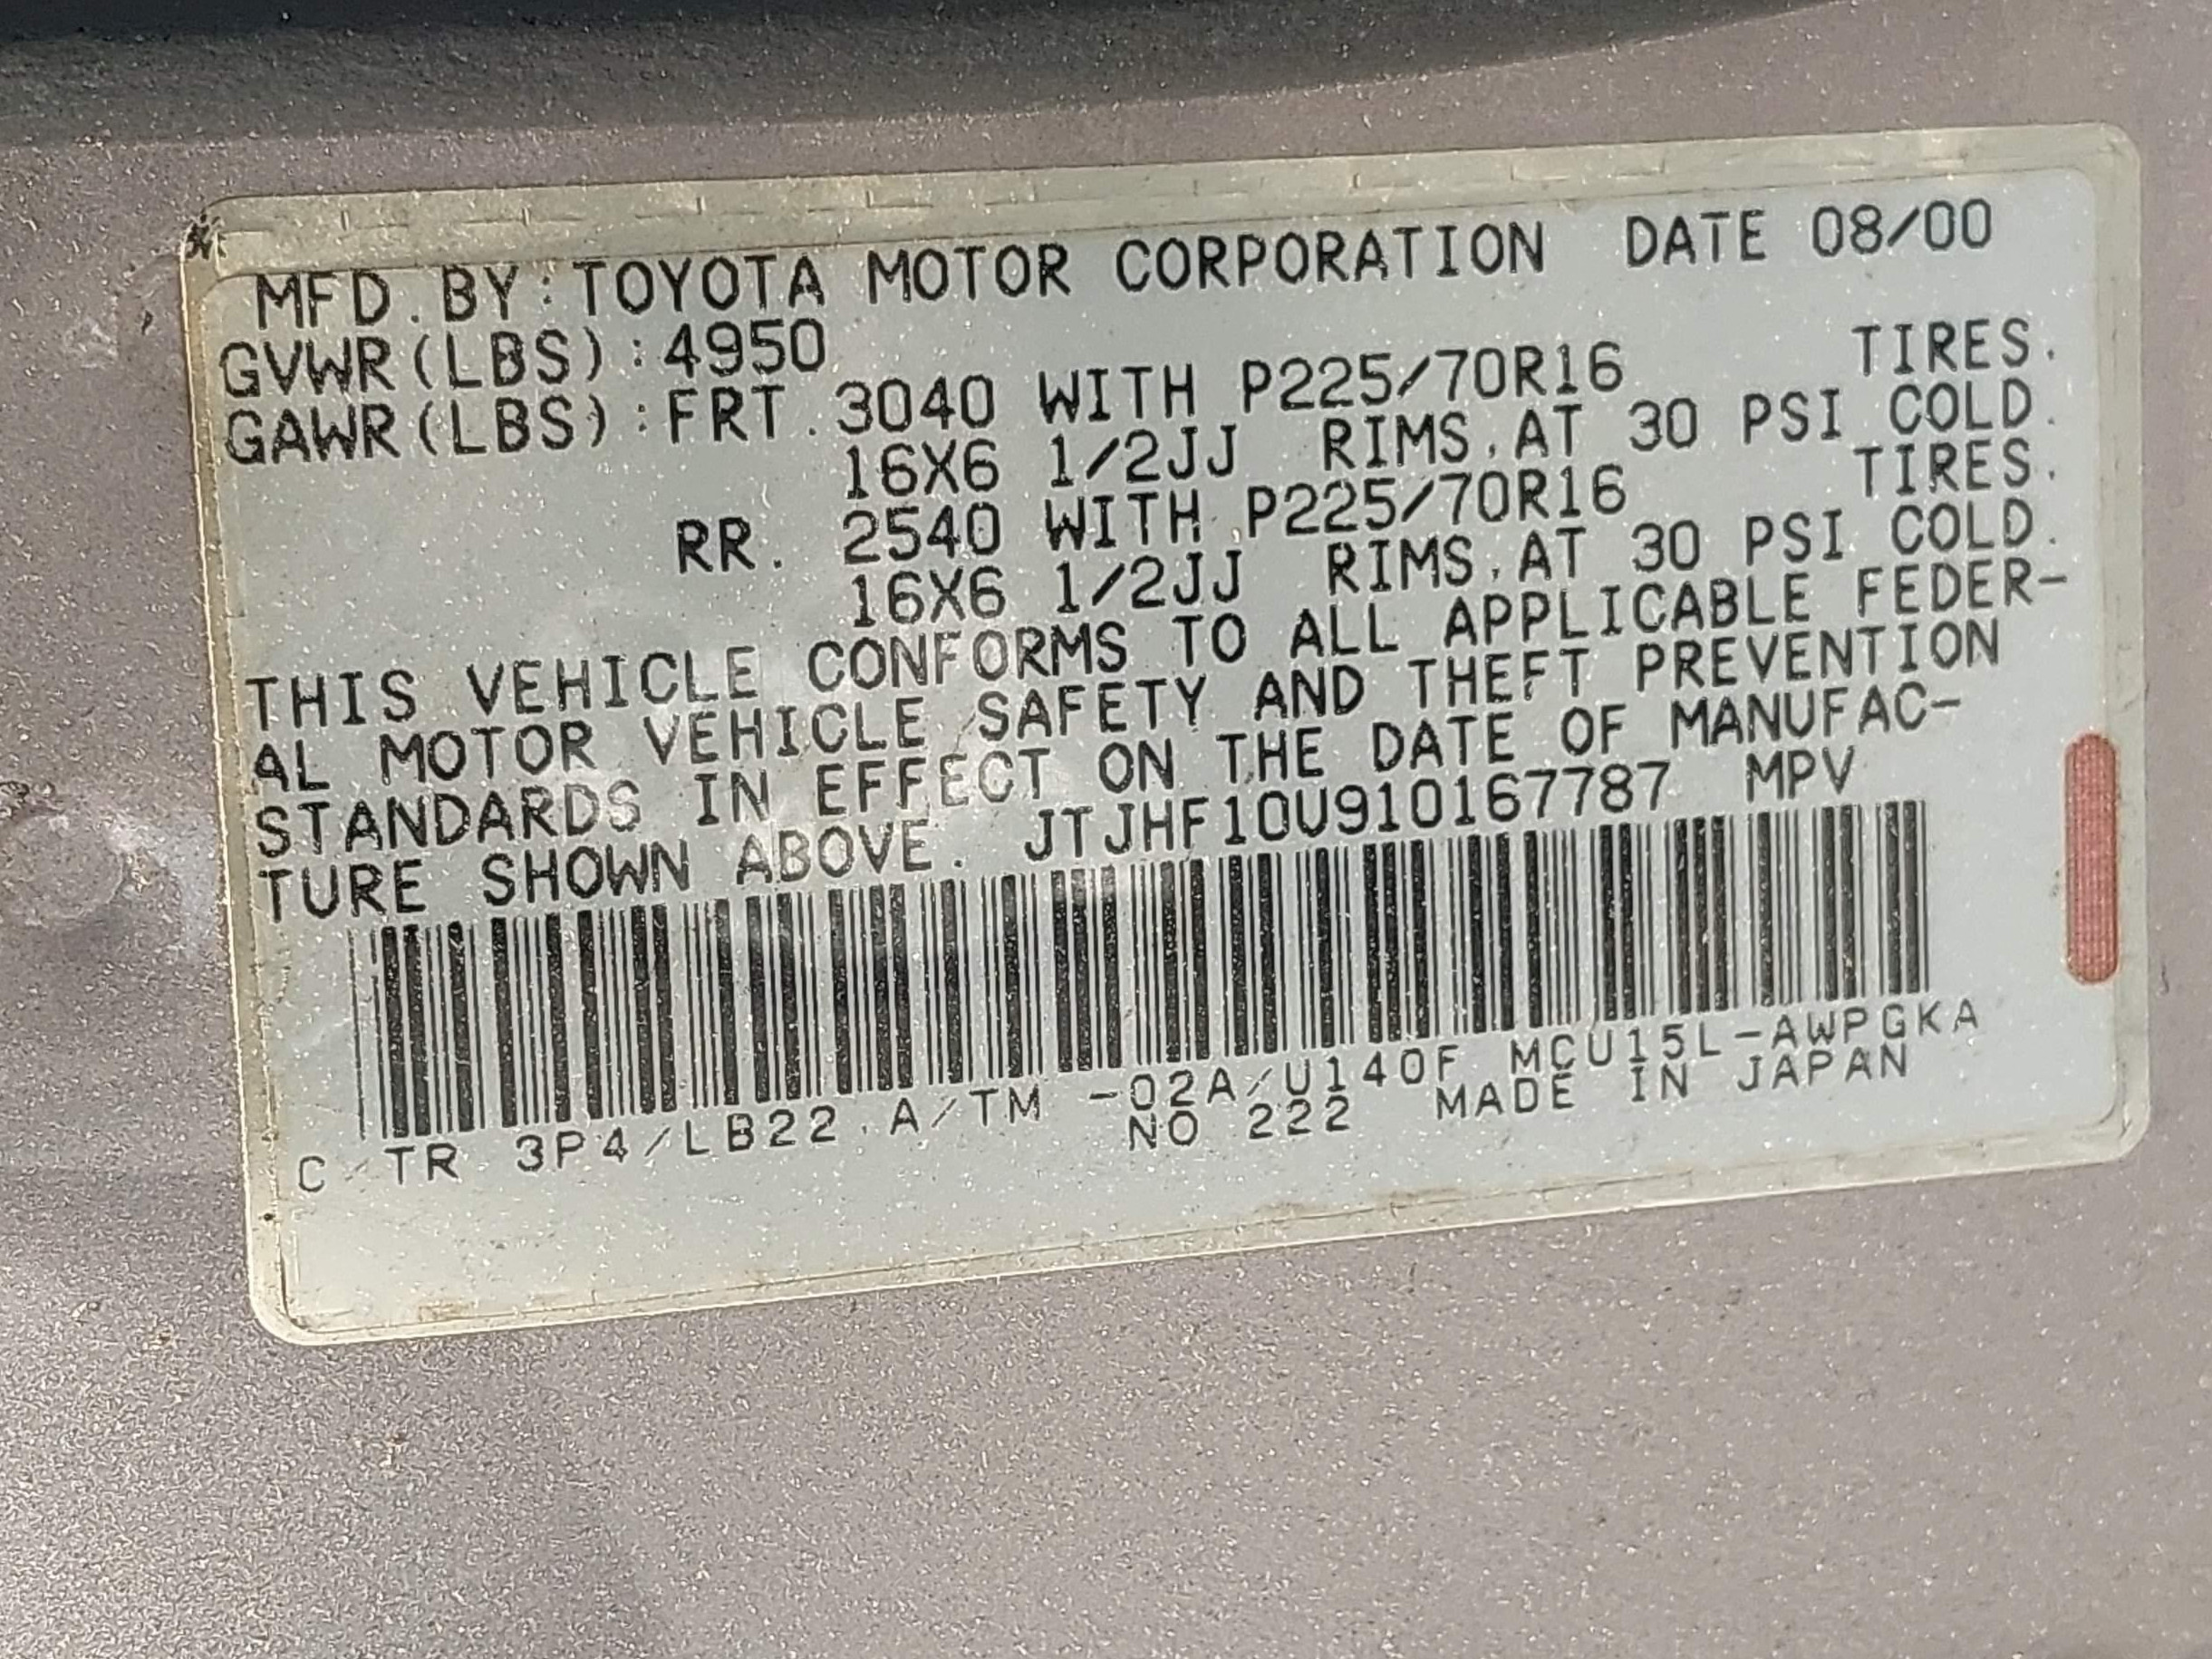 MFD. BY:TOYOTA MOTOR CORPORATION DATE 08/00
GVWR(LBS):4950
GAWR(LBS):FRT. 3040 WITH P225/70R16 TIRES.
16X6 1/2JJ RIMS,AT 30 PSI COLD.
RR. 2540 WITH P225/70R16 TIRES.
16X6 1/2JJ RIMS,AT 30 PSI COLD.
THIS VEHICLE CONFORMS TO ALL APPLICABLE FEDER-
AL MOTOR VEHICLE SAFETY AND THEFT PREVENTION
STANDARDS IN EFFECT ON THE DATE OF MANUFAC-
TURE SHOWN ABOVE. JTJHF10U910167787 MPV
C/TR 3P4/LB22 A/TM -02A/U140F MCU15L-AWPGKA
NO 222 MADE IN JAPAN